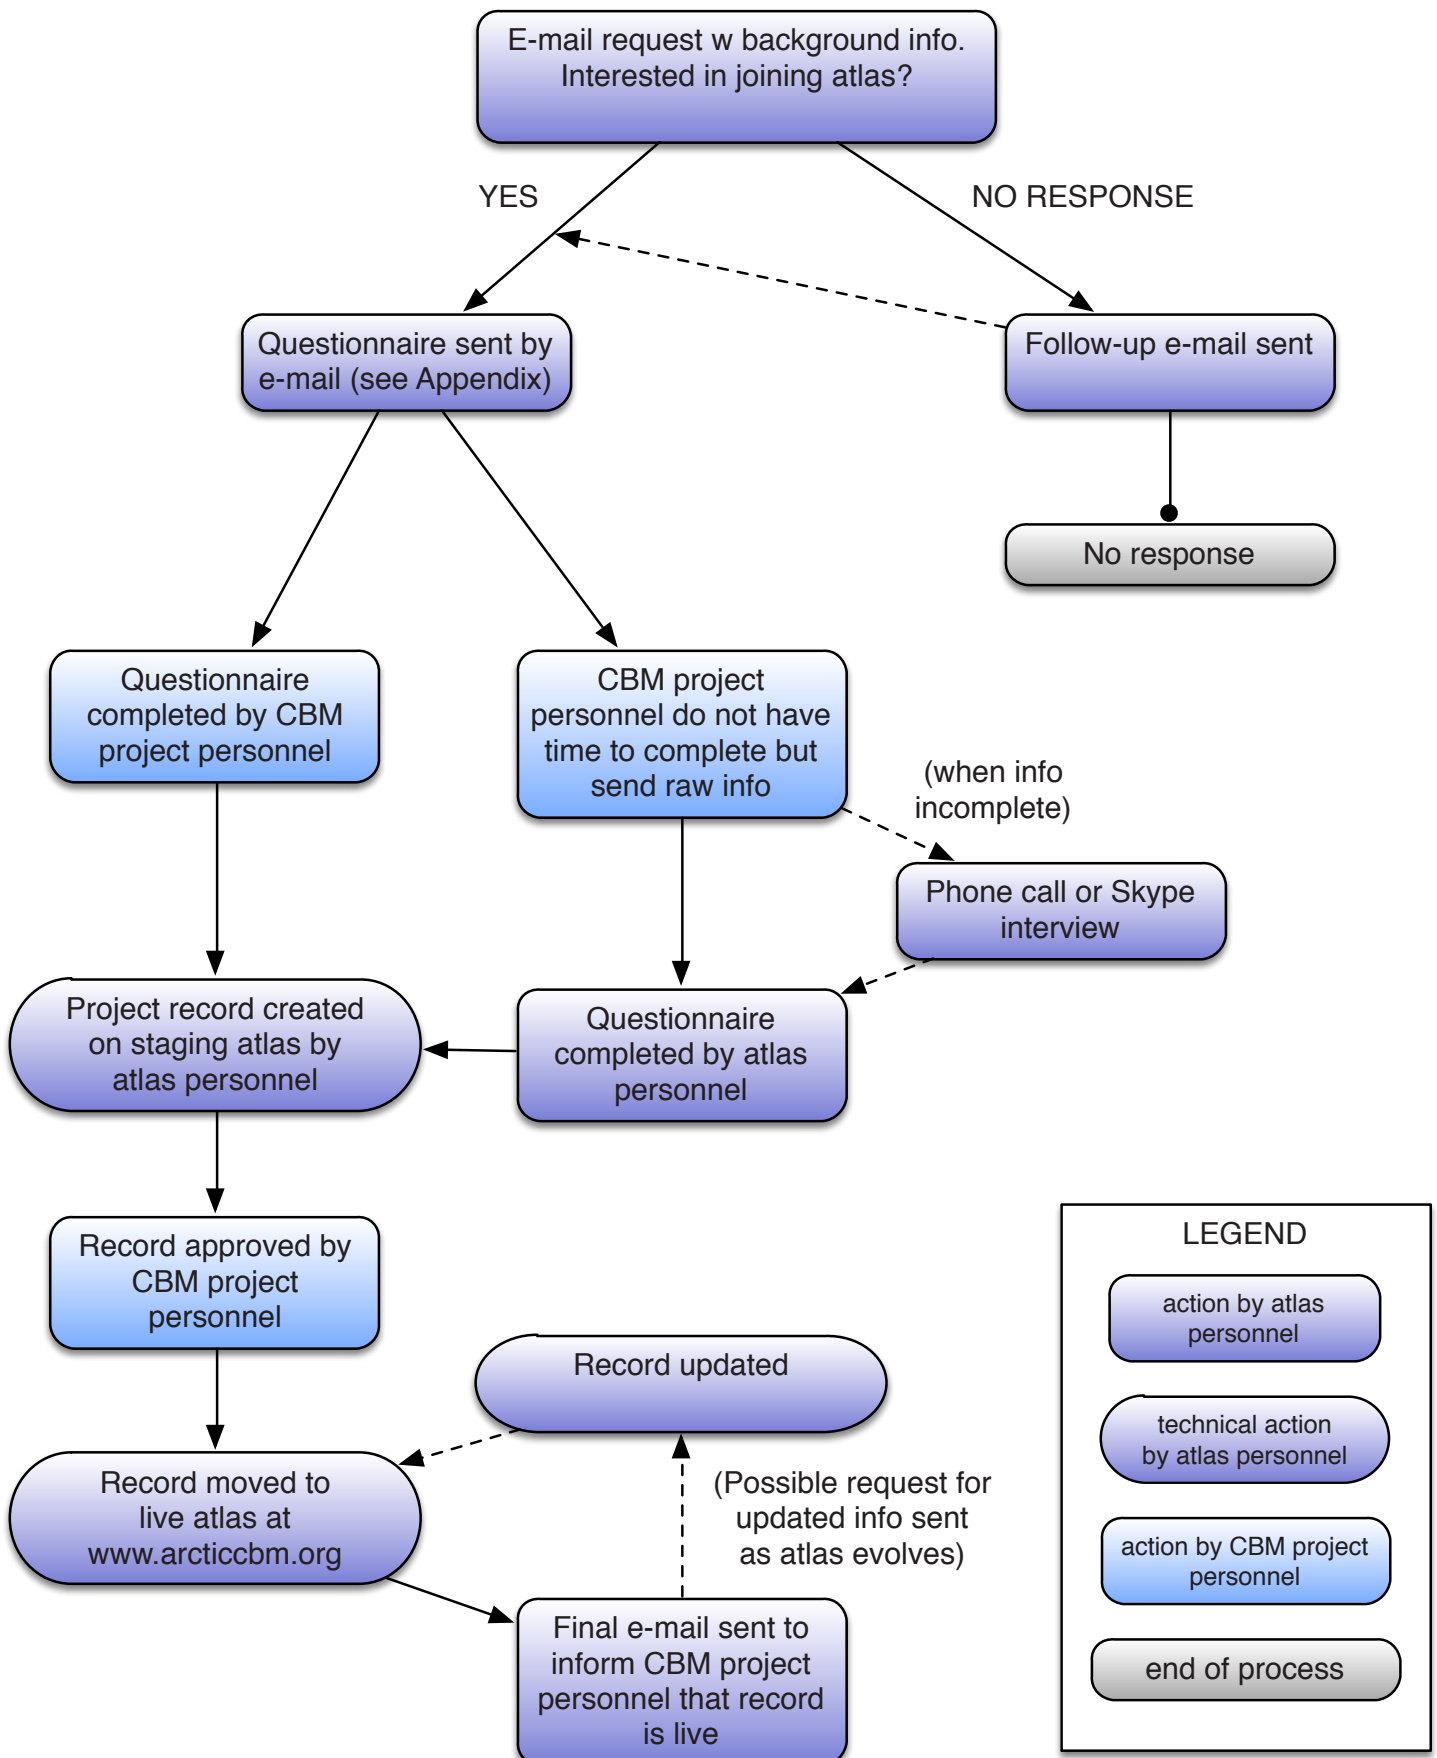 E-mail request w background info.
Interested in joining atlas?
YES
NO RESPONSE
Questionnaire sent by
e-mail (see Appendix)
Follow-up e-mail sent
No response
Questionnaire
completed by CBM
project personnel
CBM project
personnel do not have
time to complete but
send raw info
(when info
incomplete)
Phone call or Skype
interview
Project record created
on staging atlas by
atlas personnel
Questionnaire
completed by atlas
personnel
Record approved by
CBM project
personnel
Record updated
Record moved to
live atlas at
www.arcticcbm.org
(Possible request for
updated info sent
as atlas evolves)
Final e-mail sent to
inform CBM project
personnel that record
is live
LEGEND
action by atlas
personnel
technical action
by atlas personnel
action by CBM project
personnel
end of process